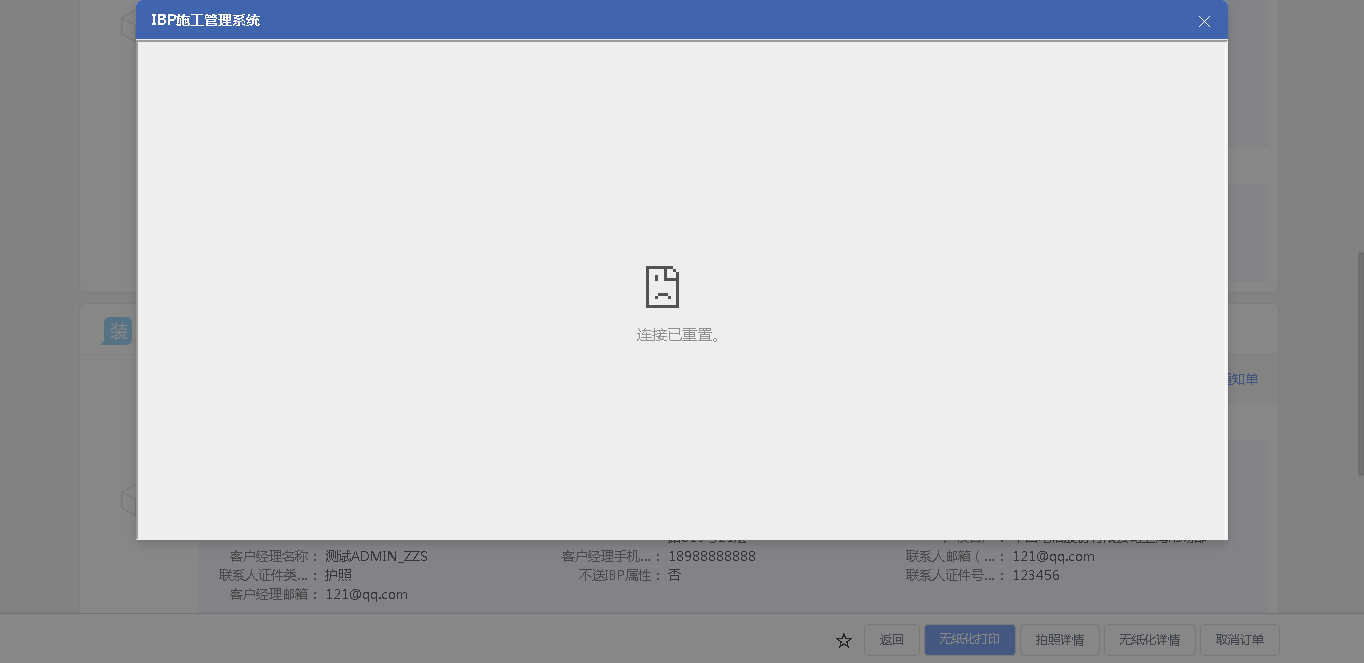 IBP施工管理系统
连接已重置。
装
知单
客户经理名称： 测试ADMIN_ZZS
客户经理手机...： 18988888888
联系人邮箱（...： 121@qq.com
联系人证件类...： 护照
不送IBP属性： 否
联系人证件号...： 123456
客户经理邮箱： 121@qq.com
返回
无纸化打印
拍照详情
无纸化详情
取消订单